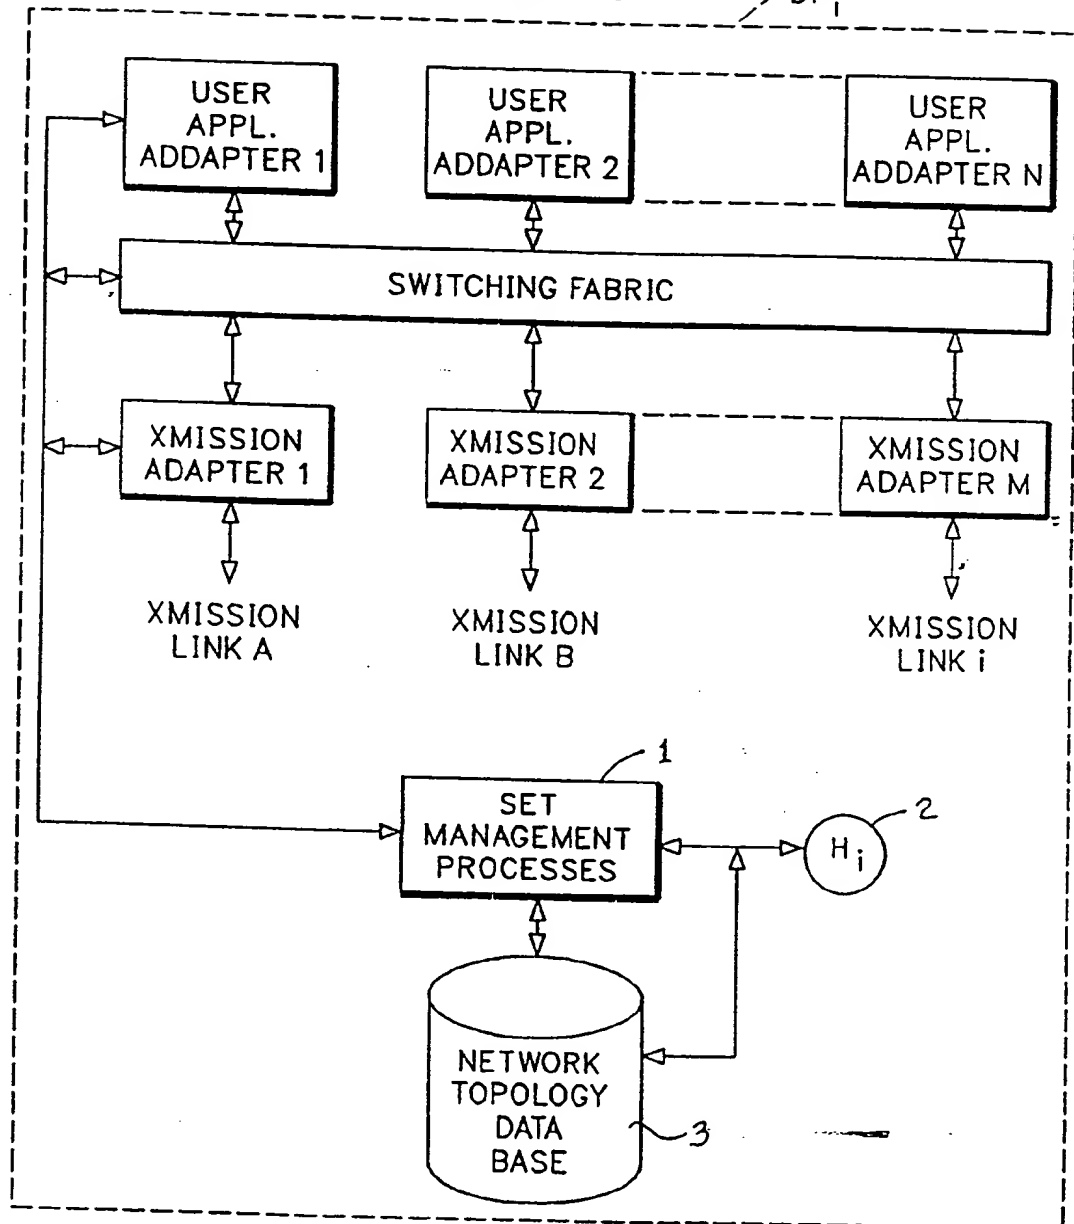 USER
APPL.
ADDAPTER 1
USER
APPL.
ADDAPTER 2
USER
APPL.
ADDAPTER N
SWITCHING FABRIC
XMISSION
ADAPTER 1
XMISSION
ADAPTER 2
XMISSION
ADAPTER M
XMISSION
LINK A
XMISSION
LINK B
XMISSION
LINK i
1
SET
MANAGEMENT
PROCESSES
2
Hi
NETWORK
TOPOLOGY
DATA
BASE
3